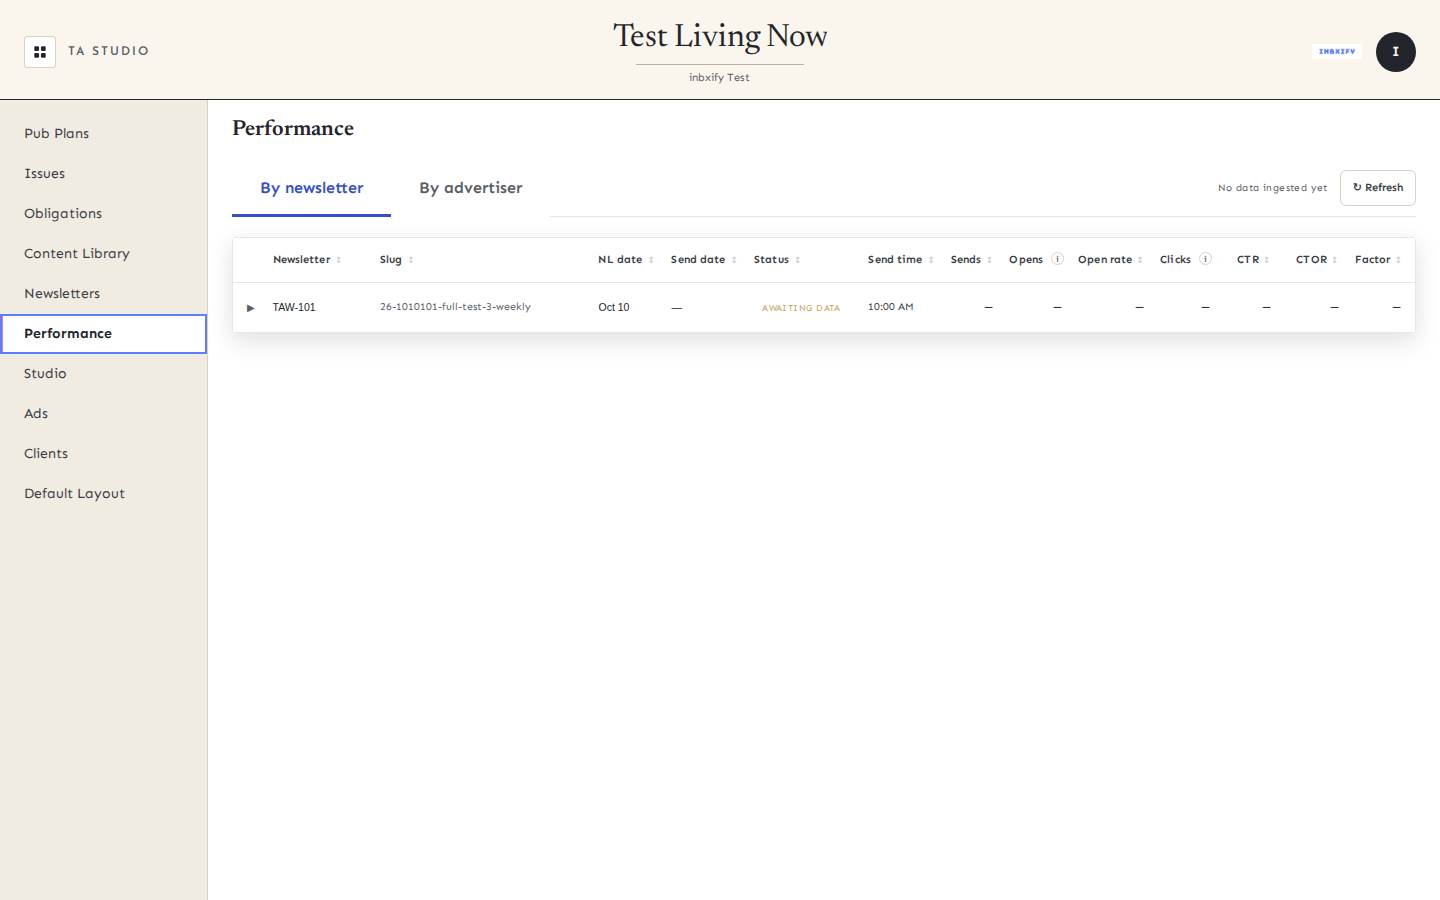 TA STUDIO
Test Living Now
inbxify Test
INBXIFY
I
Pub Plans
Issues
Obligations
Content Library
Newsletters
Performance
Studio
Ads
Clients
Default Layout
Performance
By newsletter
By advertiser
No data ingested yet
↻ Refresh
Newsletter ↕ Slug ↕ NL date ↕ Send date ↕ Status ↕ Send time ↕ Sends ↕ Opens i Open rate ↕ Clicks i CTR ↕ CTOR ↕ Factor ↕
▶ TAW-101 26-1010101-full-test-3-weekly Oct 10 — AWAITING DATA 10:00 AM — — — — — — —